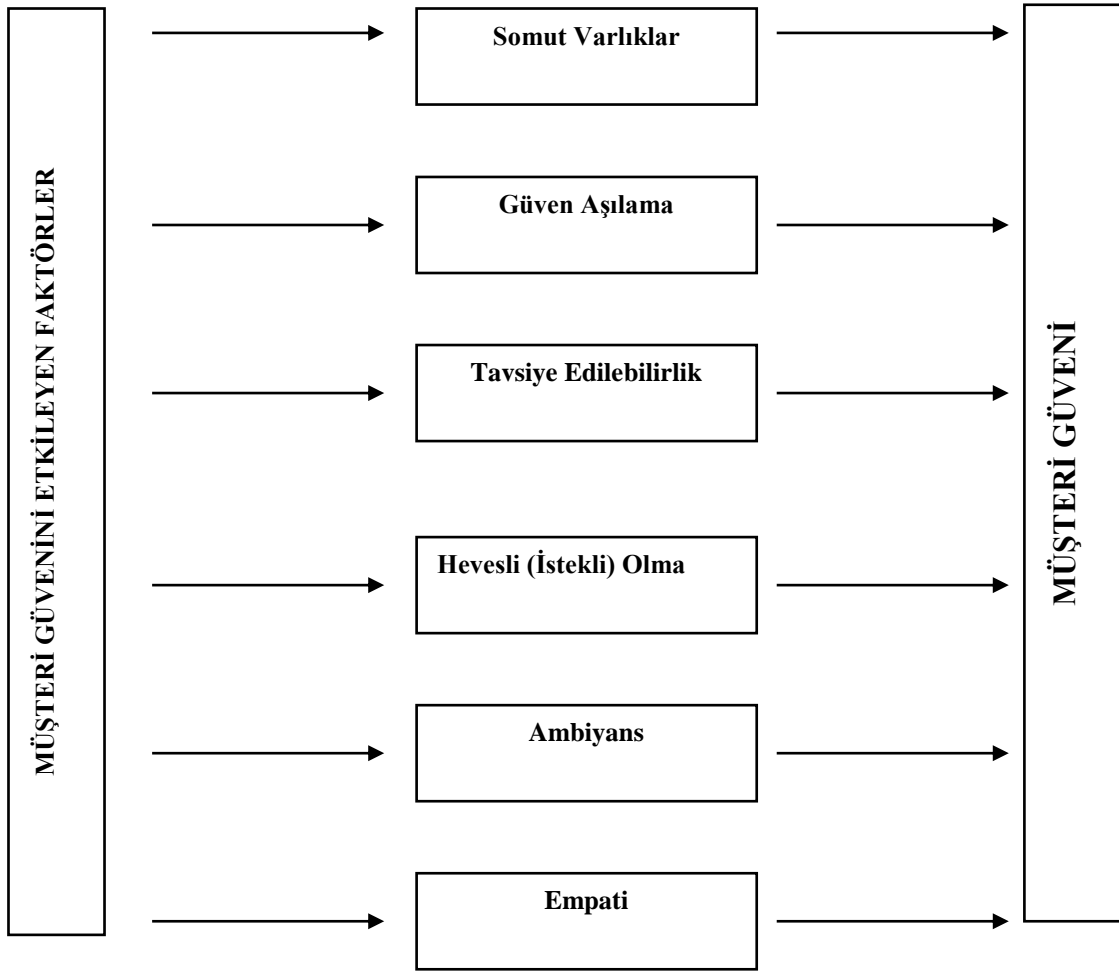 MÜŞTERİ GÜVENİNİ ETKİLEYEN FAKTÖRLER
Somut Varlıklar
Güven Aşılama
Tavsiye Edilebilirlik
Hevesli (İstekli) Olma
Ambiyans
Empati
MÜŞTERİ GÜVENİ